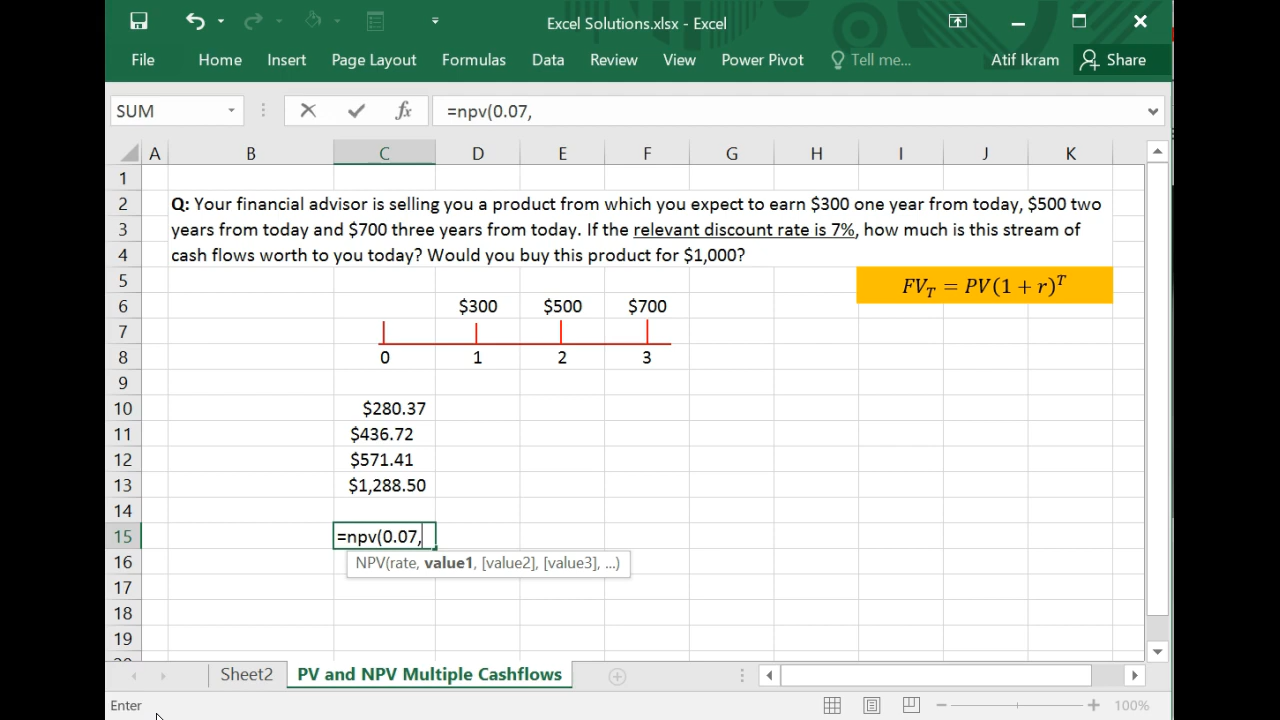 Excel Solutions.xlsx - Excel
File Home Insert Page Layout Formulas Data Review View Power Pivot Tell me... Atif Ikram Share
SUM fx =npv(0.07,
A B C D E F G H I J K
1
2 Q: Your financial advisor is selling you a product from which you expect to earn $300 one year from today, $500 two
3 years from today and $700 three years from today. If the relevant discount rate is 7%, how much is this stream of
4 cash flows worth to you today? Would you buy this product for $1,000?
5 FV_T = PV(1 + r)^T
6 $300 $500 $700
7
8 0 1 2 3
9
10 $280.37
11 $436.72
12 $571.41
13 $1,288.50
14
15 =npv(0.07,
16 NPV(rate, value1, [value2], [value3], ...)
17
18
19
Sheet2 PV and NPV Multiple Cashflows
Enter 100%